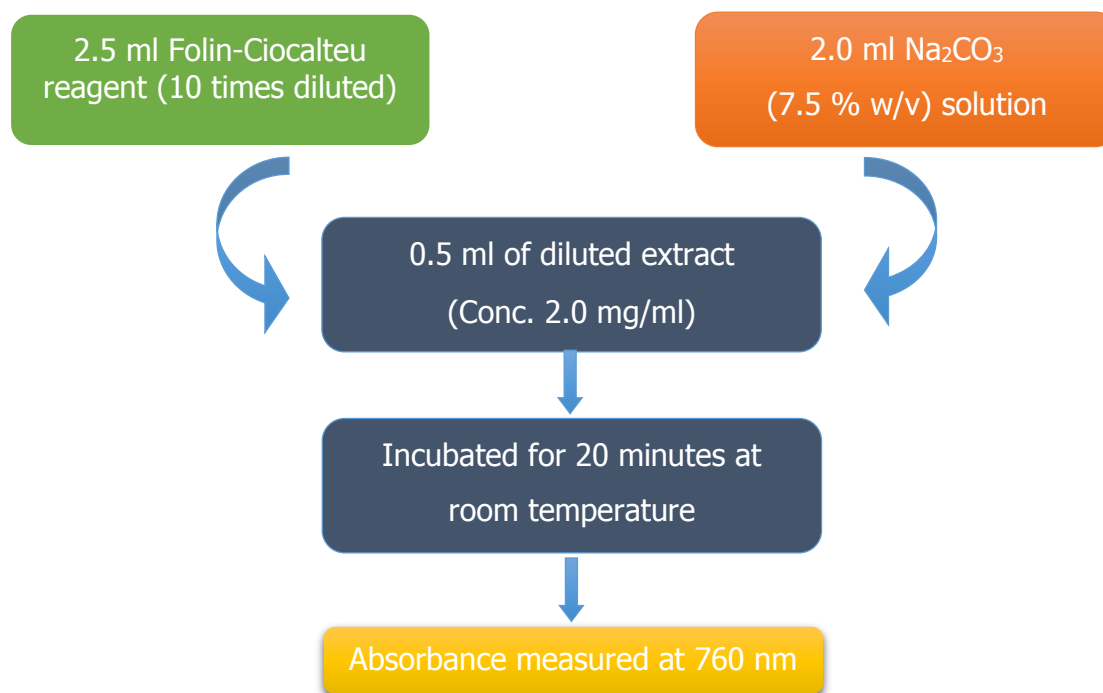 2.5 ml Folin-Ciocalteu
reagent (10 times diluted)
2.0 ml Na₂CO₃
(7.5 % w/v) solution
0.5 ml of diluted extract
(Conc. 2.0 mg/ml)
Incubated for 20 minutes at
room temperature
Absorbance measured at 760 nm